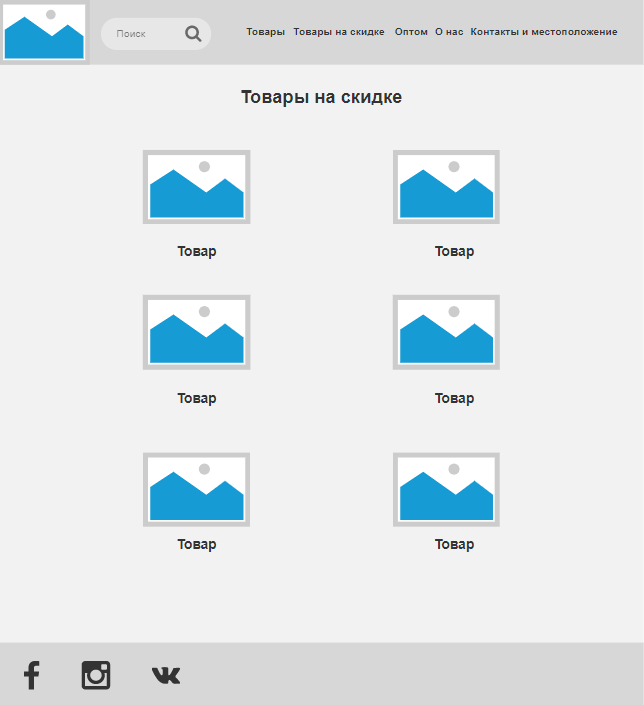 Поиск
Товары Товары на скидке Оптом О нас Контакты и местоположение
Товары на скидке
Товар Товар
Товар Товар
Товар Товар